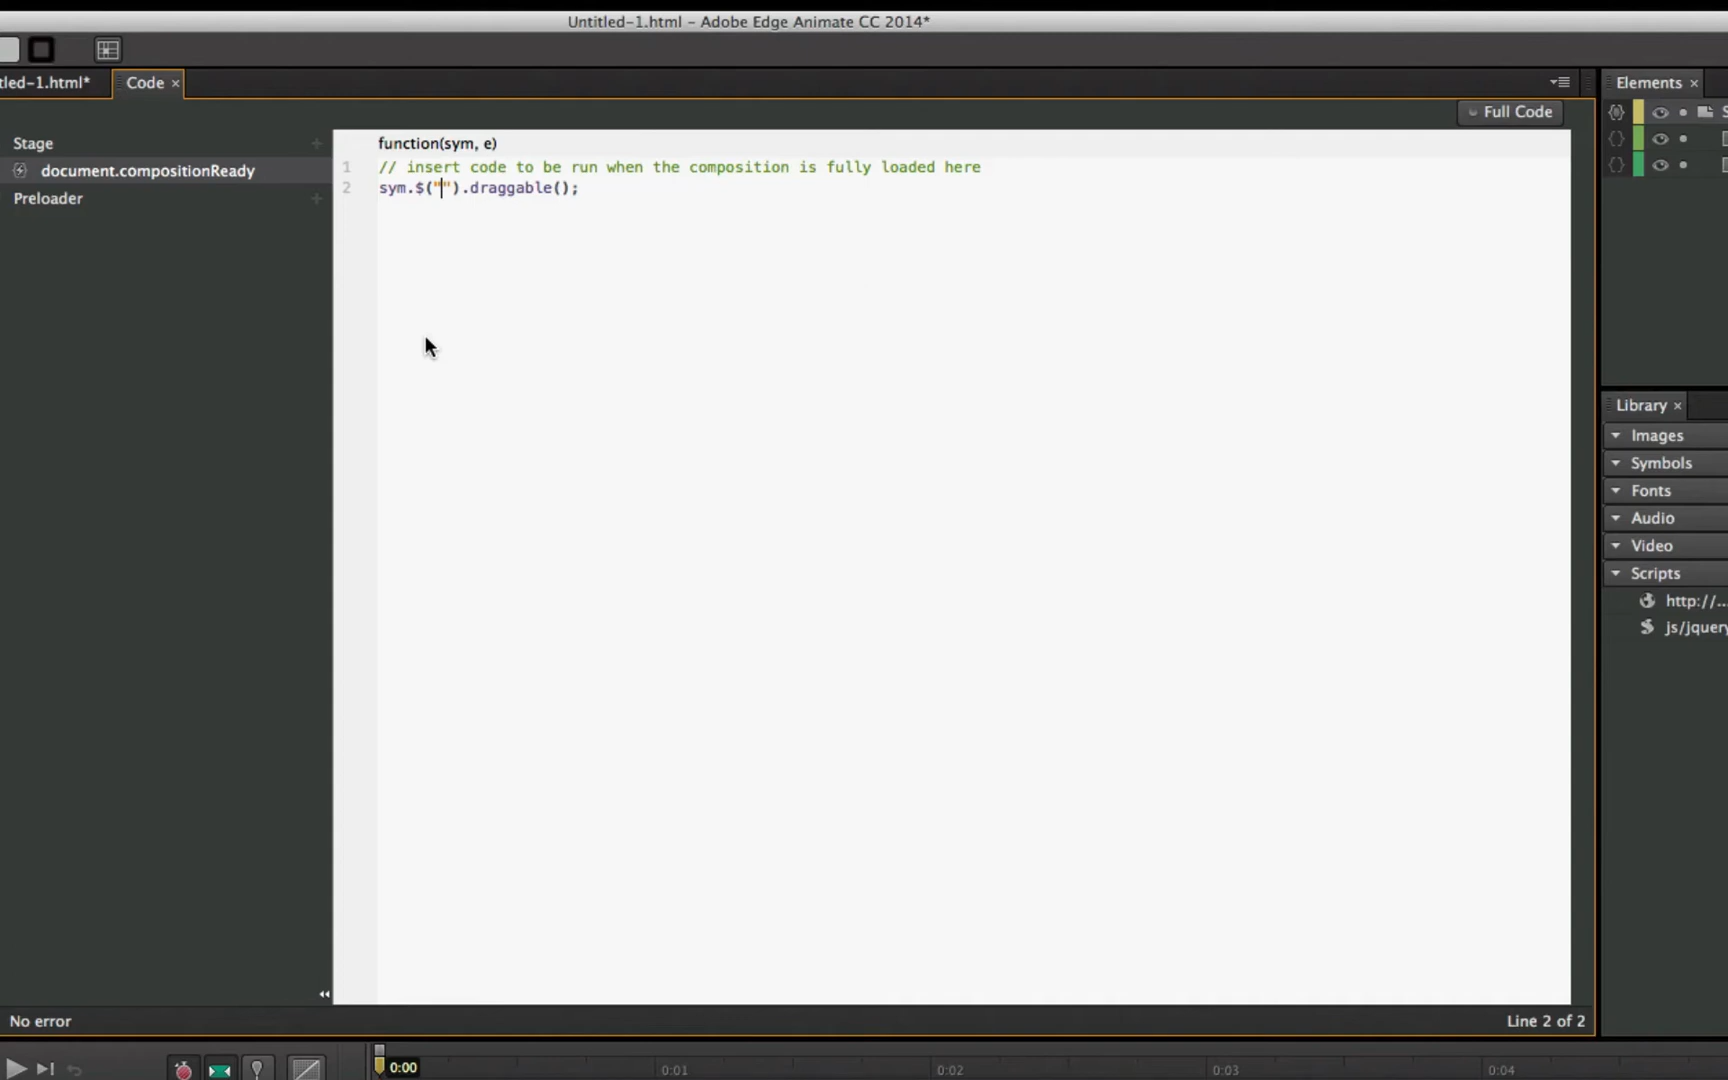 Untitled-1.html - Adobe Edge Animate CC 2014*
tled-1.html*
Code ×
Elements ×
Full Code
Stage +
function(sym, e)
1 // insert code to be run when the composition is fully loaded here
document.compositionReady
2 sym.$("").draggable();
Preloader +
Library ×
Images
Symbols
Fonts
Audio
Video
Scripts
http://...
js/jquery
No error
Line 2 of 2
0:00
0:01
0:02
0:03
0:04